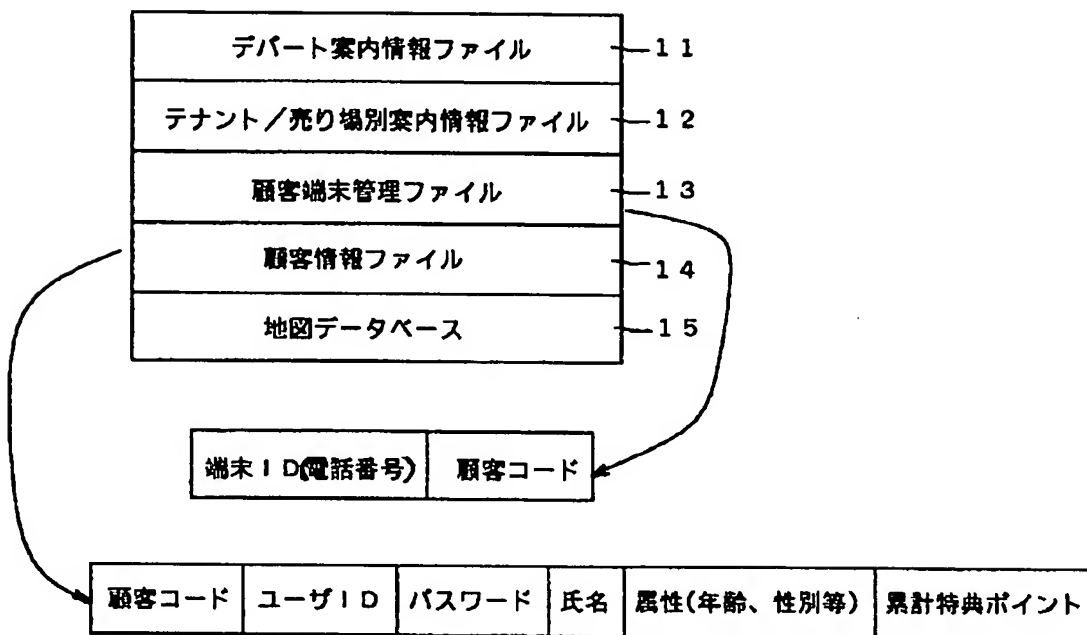 デパート案内情報ファイル 11
テナント／売り場別案内情報ファイル 12
顧客端末管理ファイル 13
顧客情報ファイル 14
地図データベース 15
端末ID(電話番号) 顧客コード
顧客コード ユーザID パスワード 氏名 属性(年齢、性別等) 累計特典ポイント